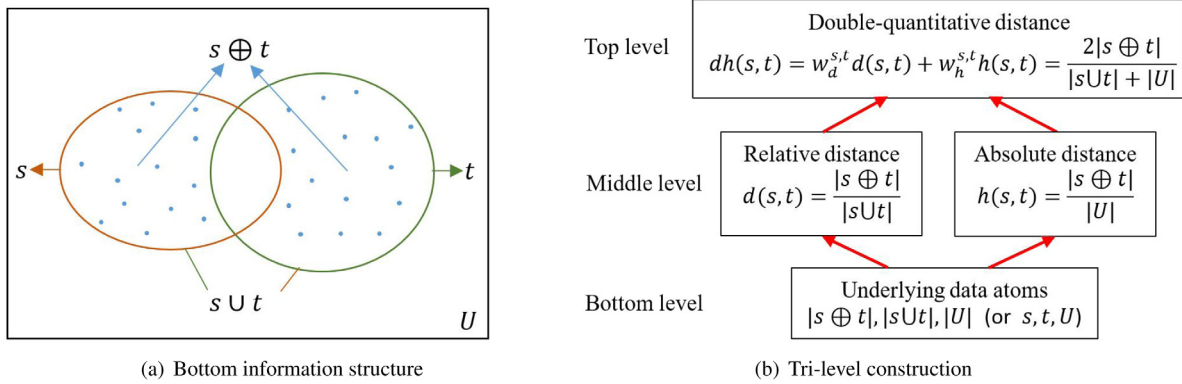 s ⊕ t
s
t
s ∪ t
U
(a) Bottom information structure
Top level
Double-quantitative distance
dh(s, t) = w_d^{s,t} d(s, t) + w_h^{s,t} h(s, t) = 2|s ⊕ t| / |s∪t| + |U|
Middle level
Relative distance
d(s, t) = |s ⊕ t| / |s∪t|
Absolute distance
h(s, t) = |s ⊕ t| / |U|
Bottom level
Underlying data atoms
|s ⊕ t|, |s∪t|, |U| (or s, t, U)
(b) Tri-level construction